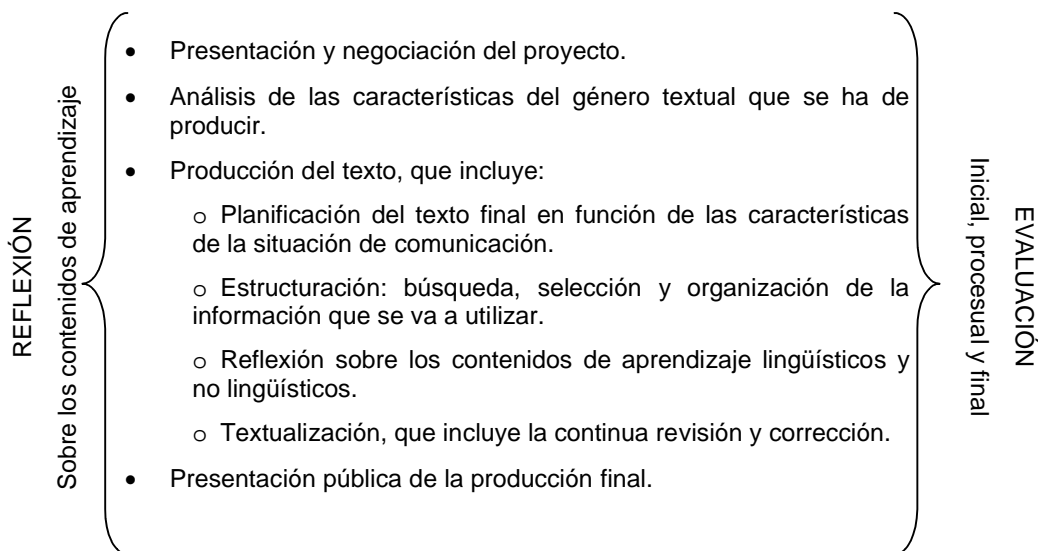 REFLEXIÓN
Sobre los contenidos de aprendizaje
• Presentación y negociación del proyecto.
• Análisis de las características del género textual que se ha de
producir.
• Producción del texto, que incluye:
o Planificación del texto final en función de las características
de la situación de comunicación.
o Estructuración: búsqueda, selección y organización de la
información que se va a utilizar.
o Reflexión sobre los contenidos de aprendizaje lingüísticos y
no lingüísticos.
o Textualización, que incluye la continua revisión y corrección.
• Presentación pública de la producción final.
EVALUACIÓN
Inicial, procesual y final